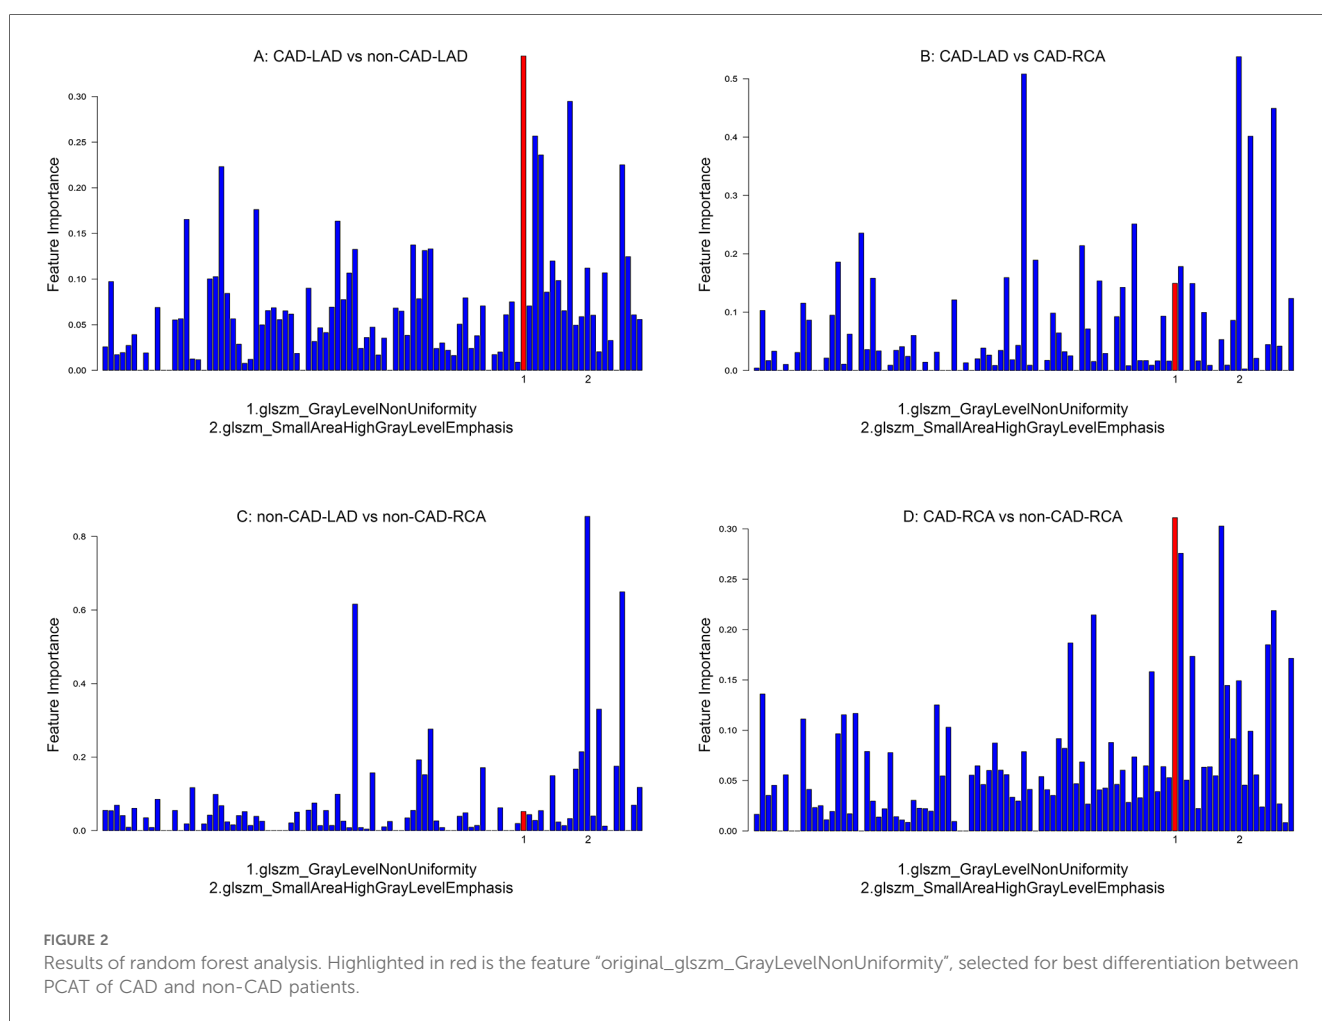 A: CAD-LAD vs non-CAD-LAD
Feature Importance
0.30
0.25
0.20
0.15
0.10
0.05
0.00
1
2
1.glszm_GrayLevelNonUniformity
2.glszm_SmallAreaHighGrayLevelEmphasis
B: CAD-LAD vs CAD-RCA
Feature Importance
0.5
0.4
0.3
0.2
0.1
0.0
1
2
1.glszm_GrayLevelNonUniformity
2.glszm_SmallAreaHighGrayLevelEmphasis
C: non-CAD-LAD vs non-CAD-RCA
Feature Importance
0.8
0.6
0.4
0.2
0.0
1
2
1.glszm_GrayLevelNonUniformity
2.glszm_SmallAreaHighGrayLevelEmphasis
D: CAD-RCA vs non-CAD-RCA
Feature Importance
0.30
0.25
0.20
0.15
0.10
0.05
0.00
1
2
1.glszm_GrayLevelNonUniformity
2.glszm_SmallAreaHighGrayLevelEmphasis
FIGURE 2
Results of random forest analysis. Highlighted in red is the feature “original_glszm_GrayLevelNonUniformity”, selected for best differentiation between
PCAT of CAD and non-CAD patients.